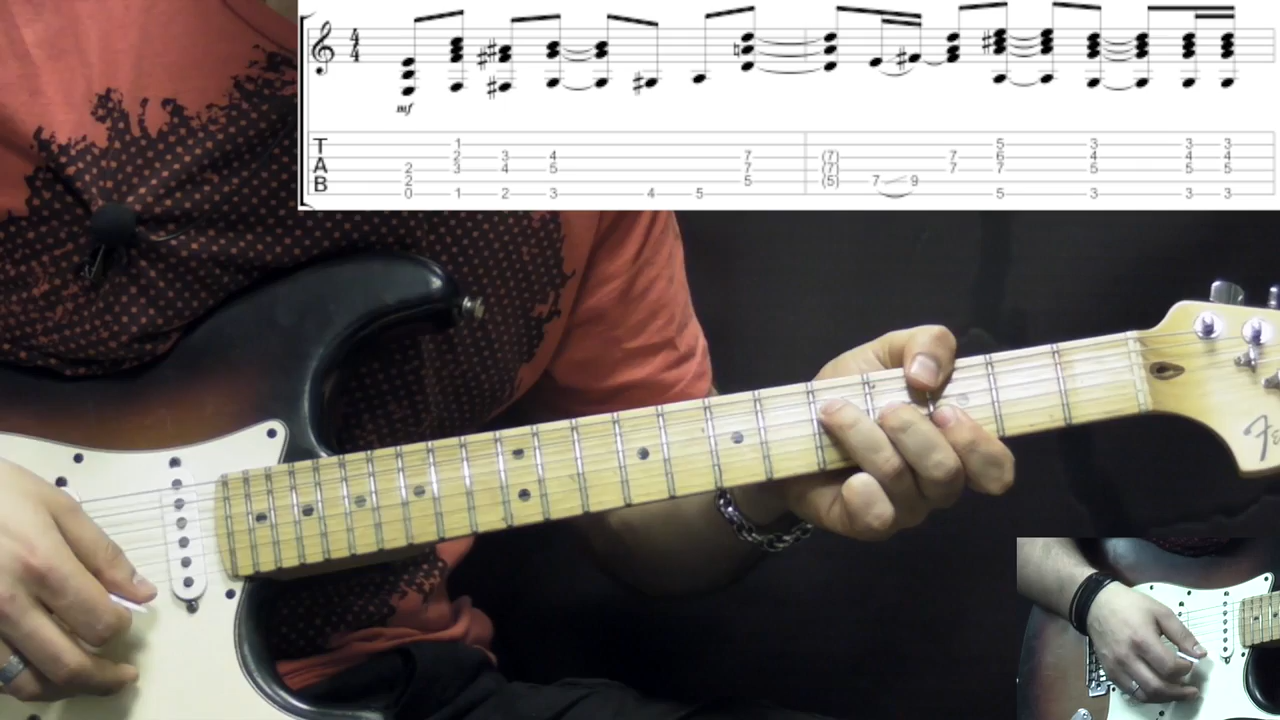 4
4
mf
T 1 5 3 3 3
2 3 4 7 (7) 6 4 4 4
A 2 3 4 5 7 (7) 7 7 7 5 5 5
B 2 5 (5) 7 9
0 1 2 3 4 5 5 3 3 3
F